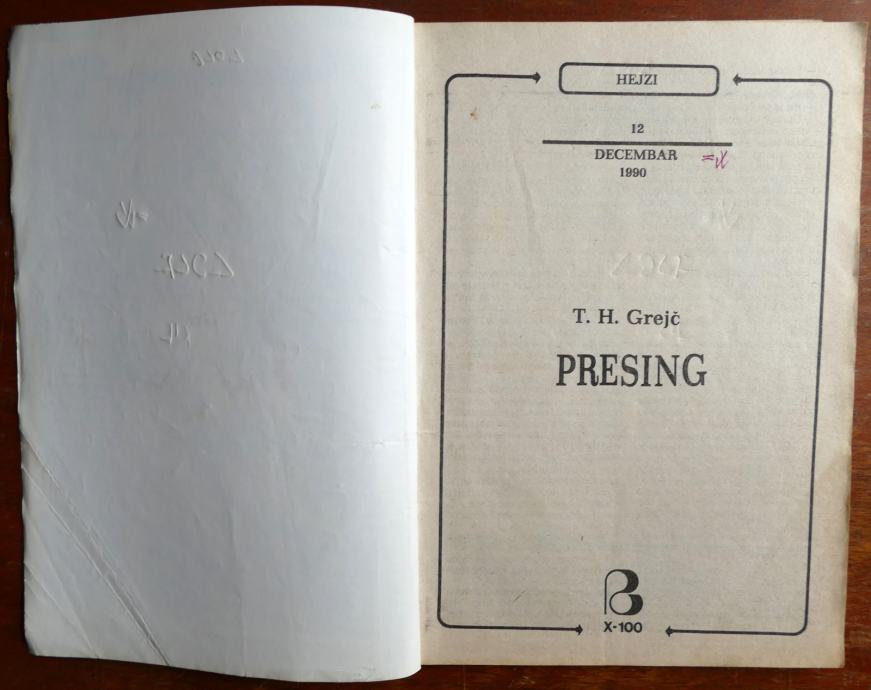 HEJZI
12
DECEMBAR
1990
T. H. Grejč
PRESING
X-100